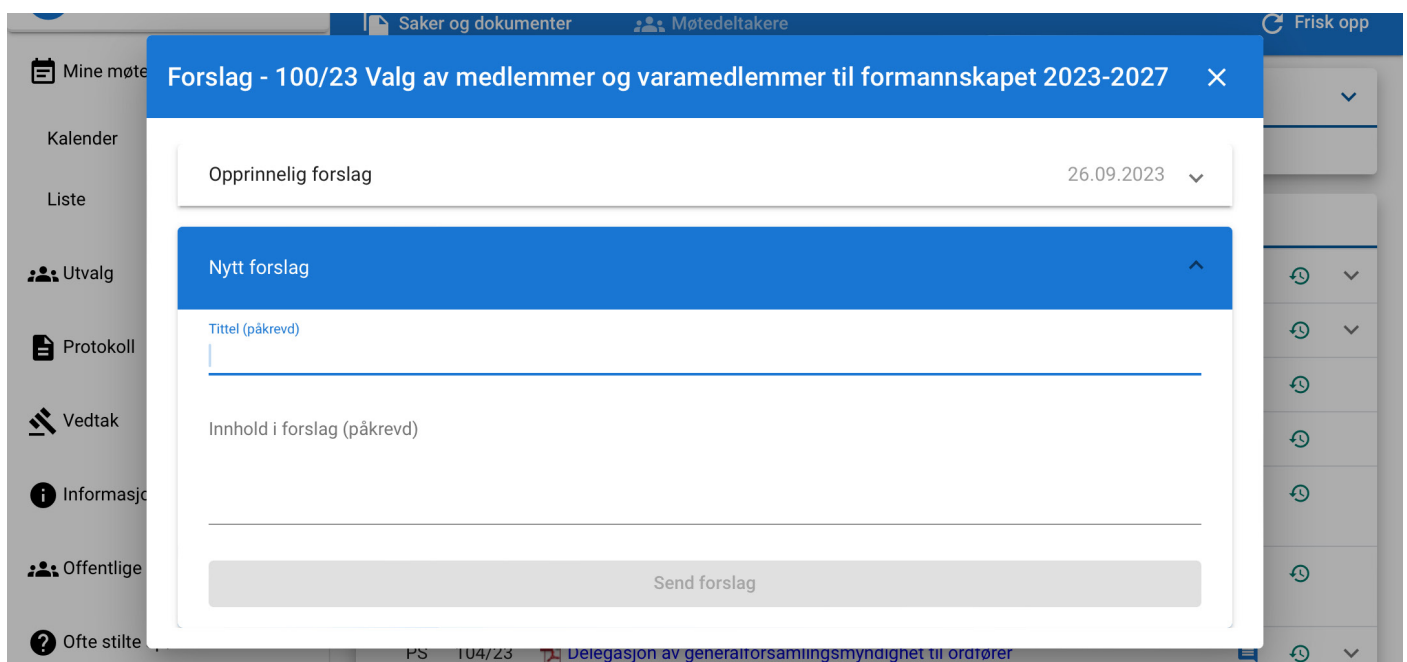 Saker og dokumenter
Møtedeltakere
Frisk opp
Mine møte
Forslag - 100/23 Valg av medlemmer og varamedlemmer til formannskapet 2023-2027
Kalender
Opprinnelig forslag 26.09.2023
Liste
Utvalg
Nytt forslag
Tittel (påkrevd)
Protokoll
Vedtak
Innhold i forslag (påkrevd)
Informasjo
Offentlige
Send forslag
Ofte stilte
PS 104/23 Delegasjon av generalforsamlingsmyndighet til ordfører